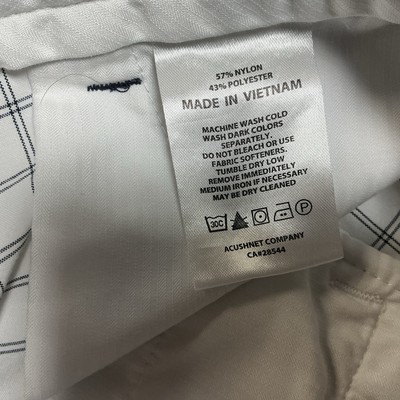 57% NYLON
43% POLYESTER
MADE IN VIETNAM
MACHINE WASH COLD
WASH DARK COLORS
SEPARATELY.
DO NOT BLEACH OR USE
FABRIC SOFTENERS.
TUMBLE DRY LOW
REMOVE IMMEDIATELY
MEDIUM IRON IF NECESSARY
MAY BE DRY CLEANED
30C P
ACUSHNET COMPANY
CA#28544